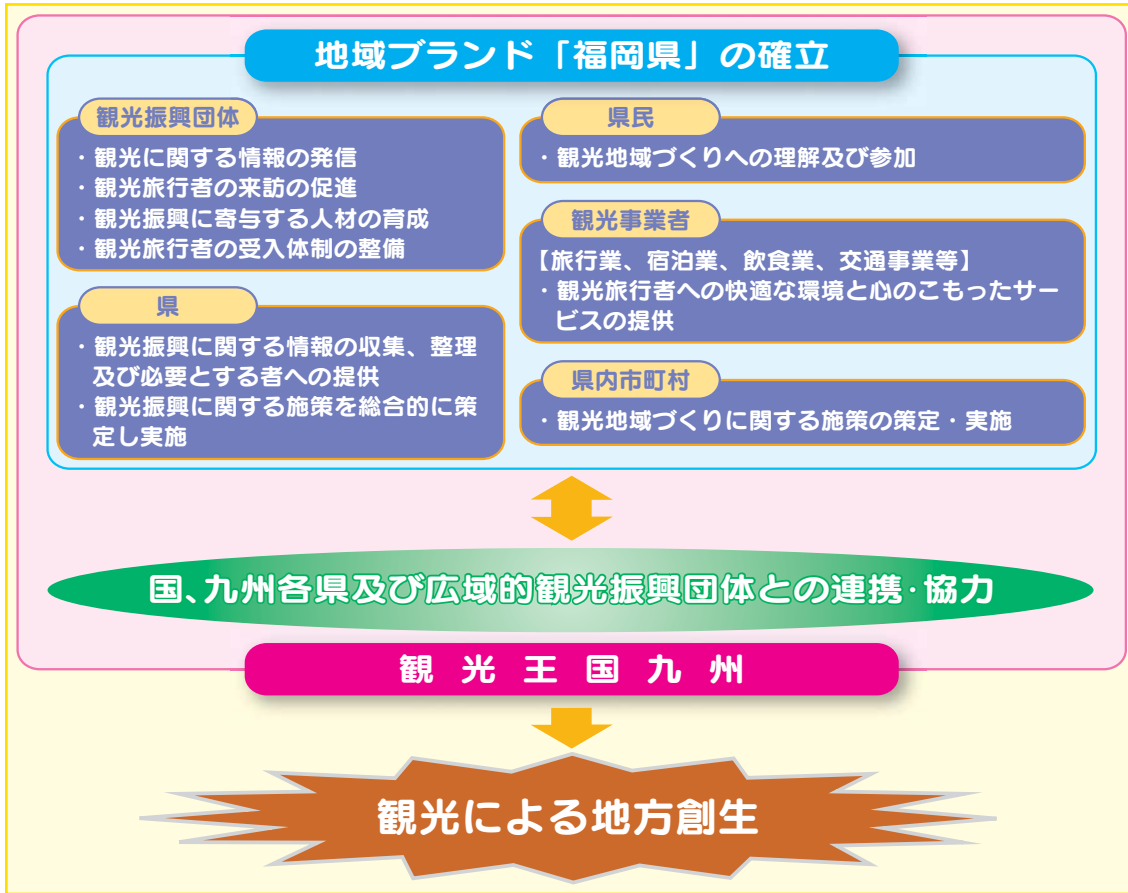 地域ブランド「福岡県」の確立
観光振興団体
・観光に関する情報の発信
・観光旅行者の来訪の促進
・観光振興に寄与する人材の育成
・観光旅行者の受入体制の整備
県
・観光振興に関する情報の収集、整理
及び必要とする者への提供
・観光振興に関する施策を総合的に策
定し実施
県民
・観光地域づくりへの理解及び参加
観光事業者
【旅行業、宿泊業、飲食業、交通事業等】
・観光旅行者への快適な環境と心のこもったサー
ビスの提供
県内市町村
・観光地域づくりに関する施策の策定・実施
国、九州各県及び広域的観光振興団体との連携・協力
観光王国九州
観光による地方創生